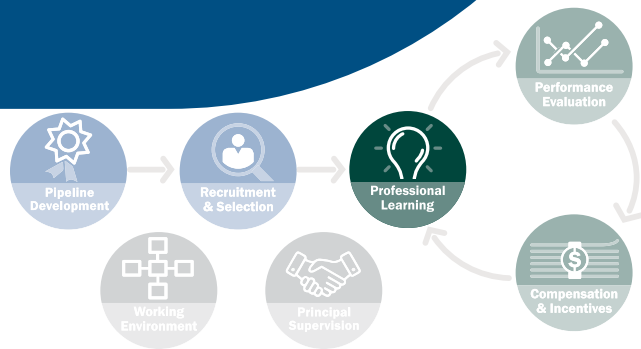 Performance
Evaluation
Pipeline
Development
Recruitment
& Selection
Professional
Learning
Compensation
& Incentives
$
Working
Environment
Principal
Supervision